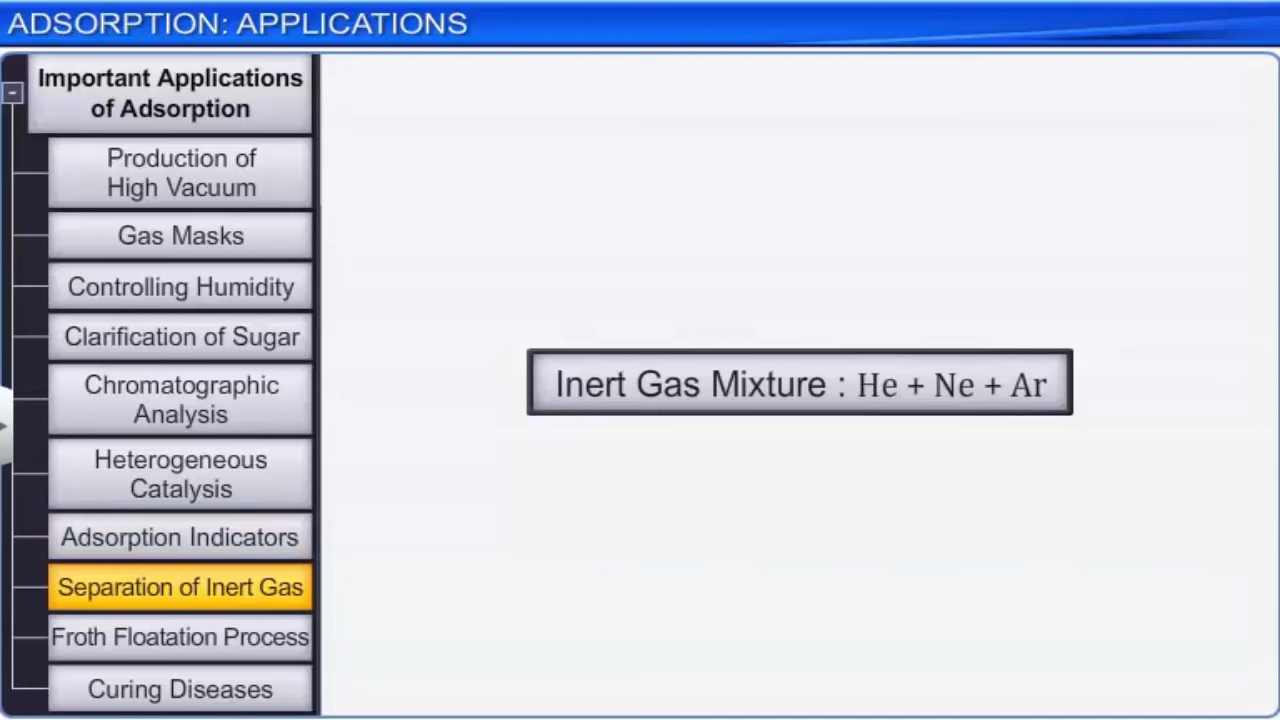 ADSORPTION: APPLICATIONS
Important Applications
of Adsorption
Production of
High Vacuum
Gas Masks
Controlling Humidity
Clarification of Sugar
Chromatographic
Analysis
Heterogeneous
Catalysis
Adsorption Indicators
Separation of Inert Gas
Froth Floatation Process
Curing Diseases
Inert Gas Mixture : He + Ne + Ar